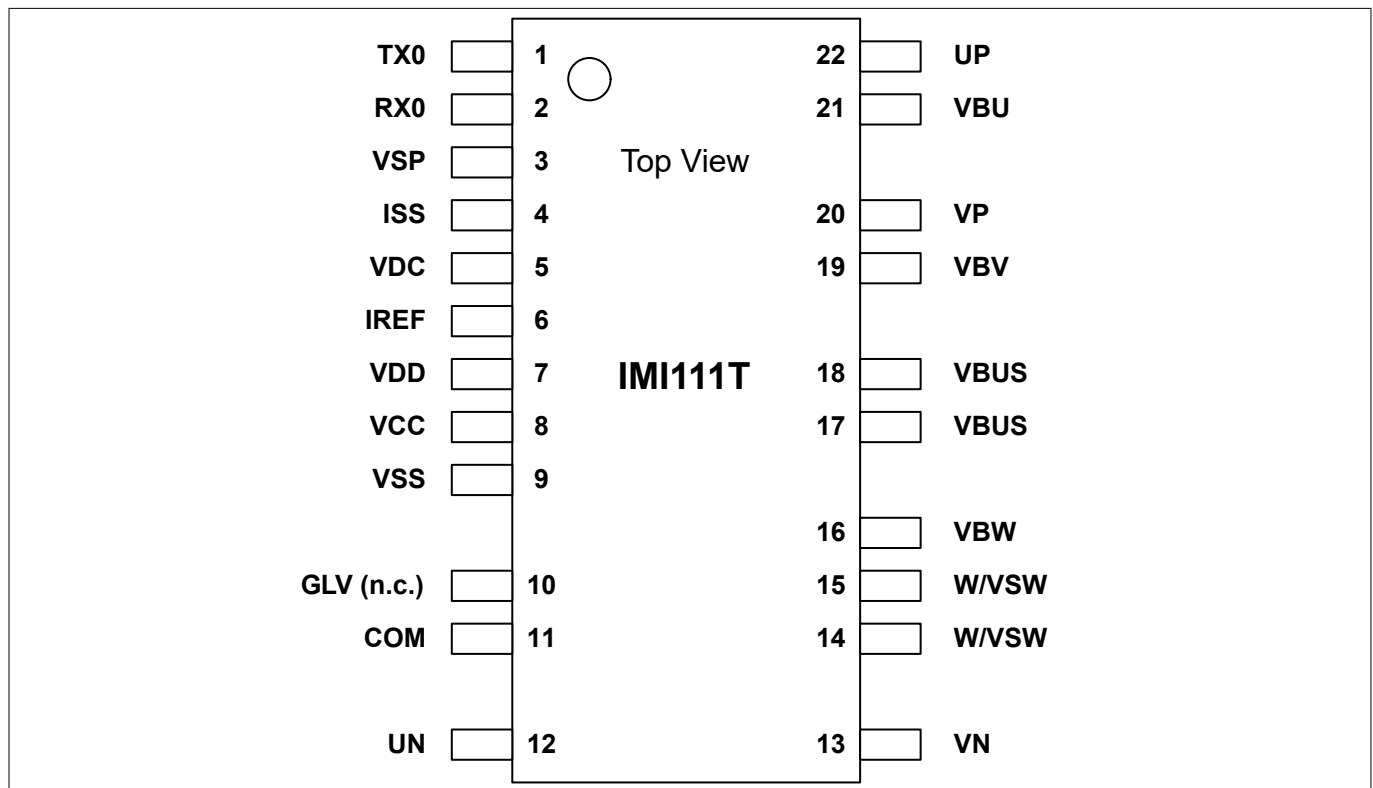 TX0 1 22 UP
RX0 2 21 VBU
VSP 3 Top View
ISS 4 20 VP
VDC 5 19 VBV
IREF 6
VDD 7 IMI111T 18 VBUS
VCC 8 17 VBUS
VSS 9
16 VBW
GLV (n.c.) 10 15 W/VSW
COM 11 14 W/VSW
UN 12 13 VN